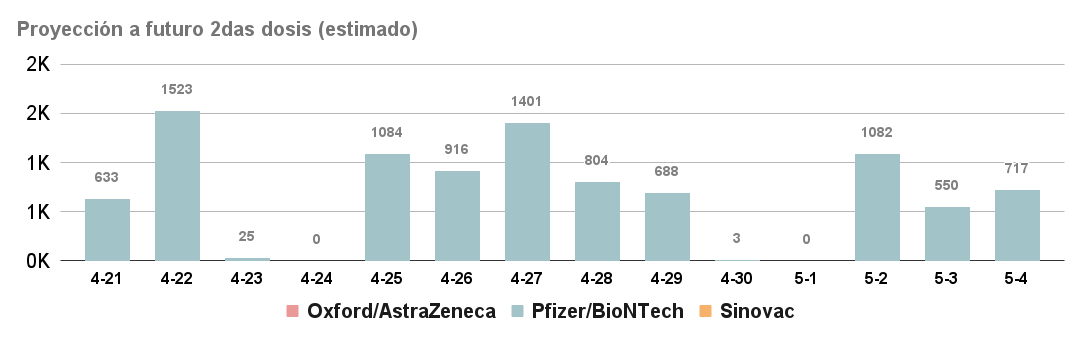 Proyección a futuro 2das dosis (estimado)
2K
2K
1K
1K
0K
633
1523
25
0
1084
916
1401
804
688
3
0
1082
550
717
4-21 4-22 4-23 4-24 4-25 4-26 4-27 4-28 4-29 4-30 5-1 5-2 5-3 5-4
Oxford/AstraZeneca Pfizer/BioNTech Sinovac